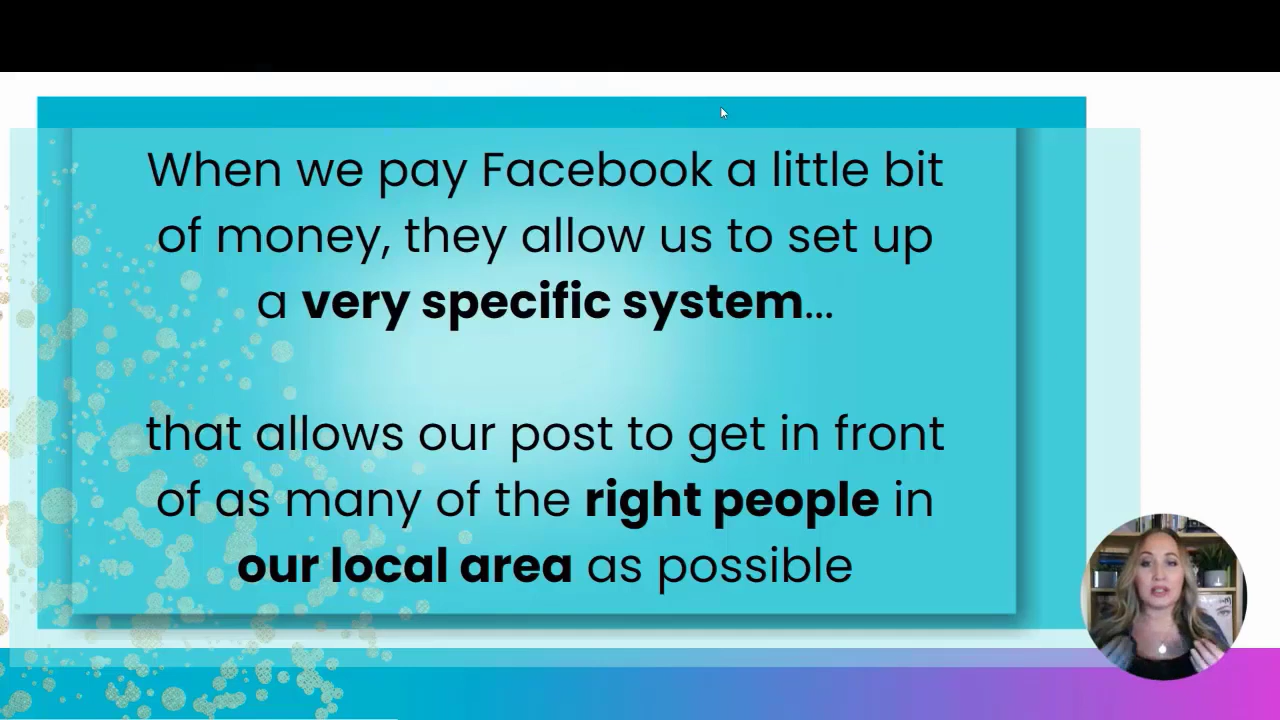 When we pay Facebook a little bit
of money, they allow us to set up
a very specific system...
that allows our post to get in front
of as many of the right people in
our local area as possible